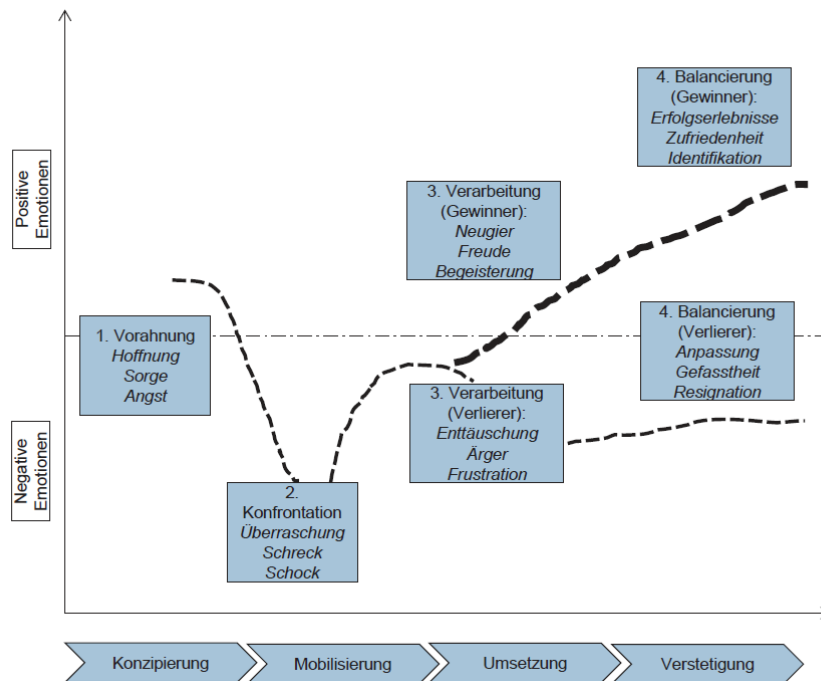 Positive
Emotionen
Negative
Emotionen
1. Vorahnung
Hoffnung
Sorge
Angst
2.
Konfrontation
Überraschung
Schreck
Schock
3. Verarbeitung
(Gewinner):
Neugier
Freude
Begeisterung
3. Verarbeitung
(Verlierer):
Enttäuschung
Ärger
Frustration
4. Balancierung
(Gewinner):
Erfolgserlebnisse
Zufriedenheit
Identifikation
4. Balancierung
(Verlierer):
Anpassung
Gefasstheit
Resignation
Konzipierung
Mobilisierung
Umsetzung
Verstetigung